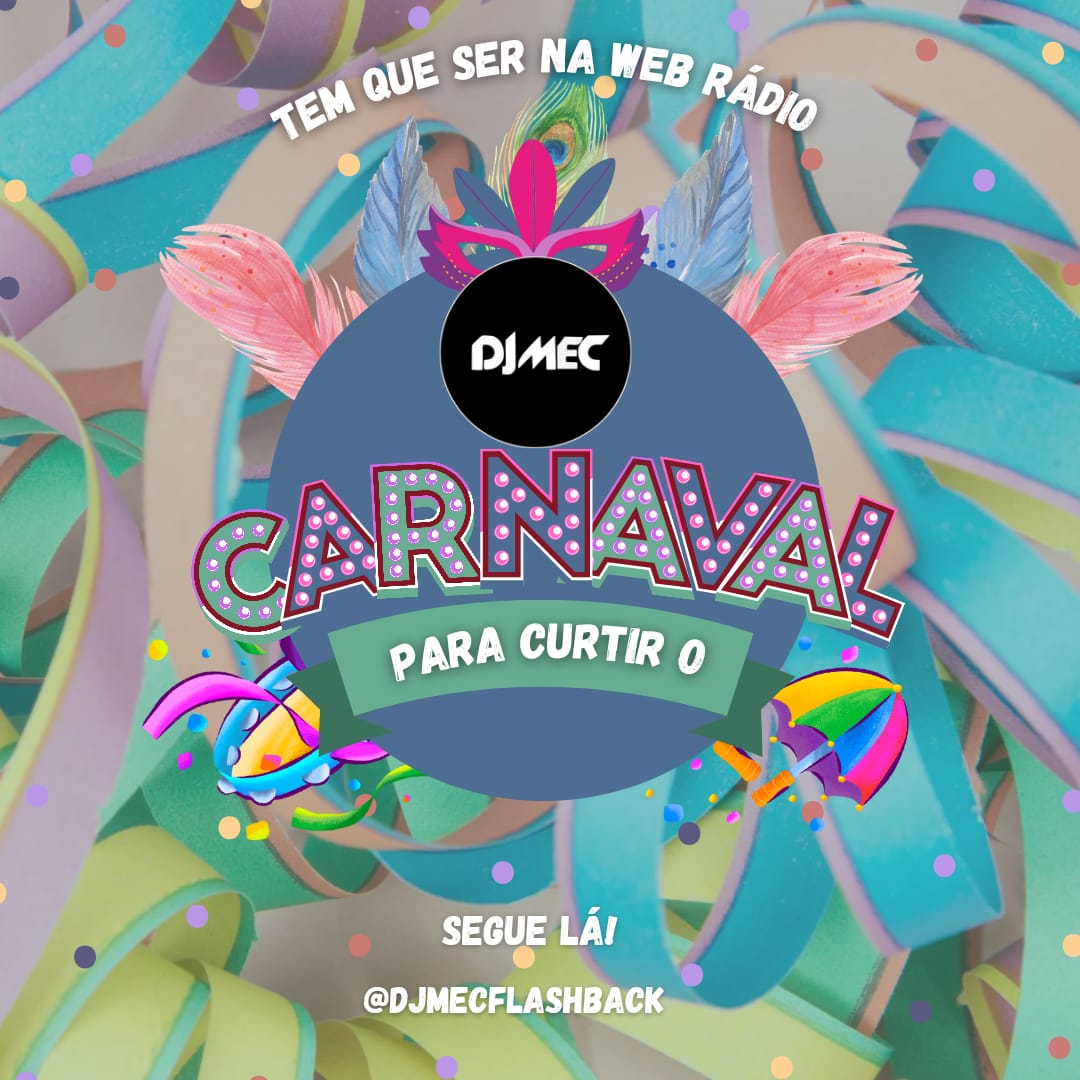 TEM QUE SER NA WEB RÁDIO
DJ MEC
CARNAVAL
PARA CURTIR O
SEGUE LÁ!
@DJMECFLASHBACK